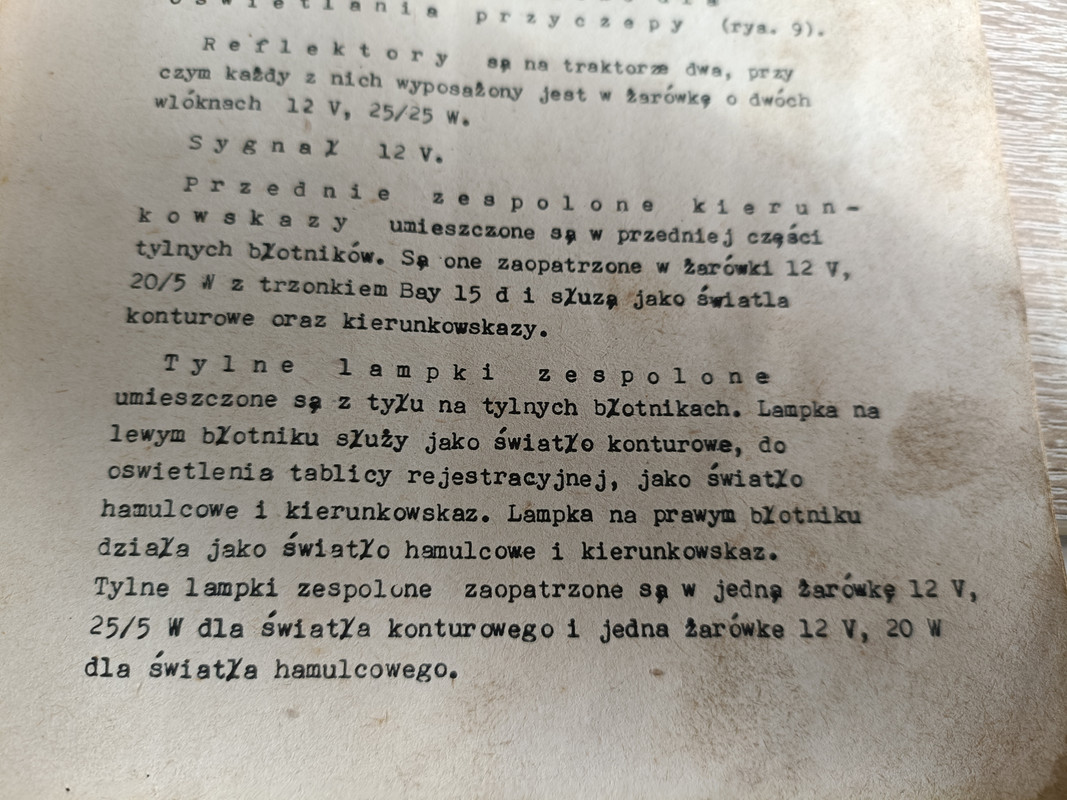 oświetlania przyczepy (rys. 9).
Reflektory są na traktorze dwa, przy
czym każdy z nich wyposażony jest w żarówkę o dwóch
wlóknach 12 V, 25/25 W.
Sygnał 12 V.
Przednie zespolone kierun-
kowskazy umieszczone są w przedniej części
tylnych błotników. Są one zaopatrzone w żarówki 12 V,
20/5 W z trzonkiem Bay 15 d i służą jako światla
konturowe oraz kierunkowskazy.
Tylne lampki zespolone
umieszczone są z tyłu na tylnych błotnikach. Lampka na
lewym błotniku służy jako światło konturowe, do
oswietlenia tablicy rejestracyjnej, jako światło
hamulcowe i kierunkowskaz. Lampka na prawym błotniku
działa jako światło hamulcowe i kierunkowskaz.
Tylne lampki zespolone zaopatrzone są w jedną żarówkę 12 V,
25/5 W dla światła konturowego i jedna żarówke 12 V, 20 W
dla światła hamulcowego.